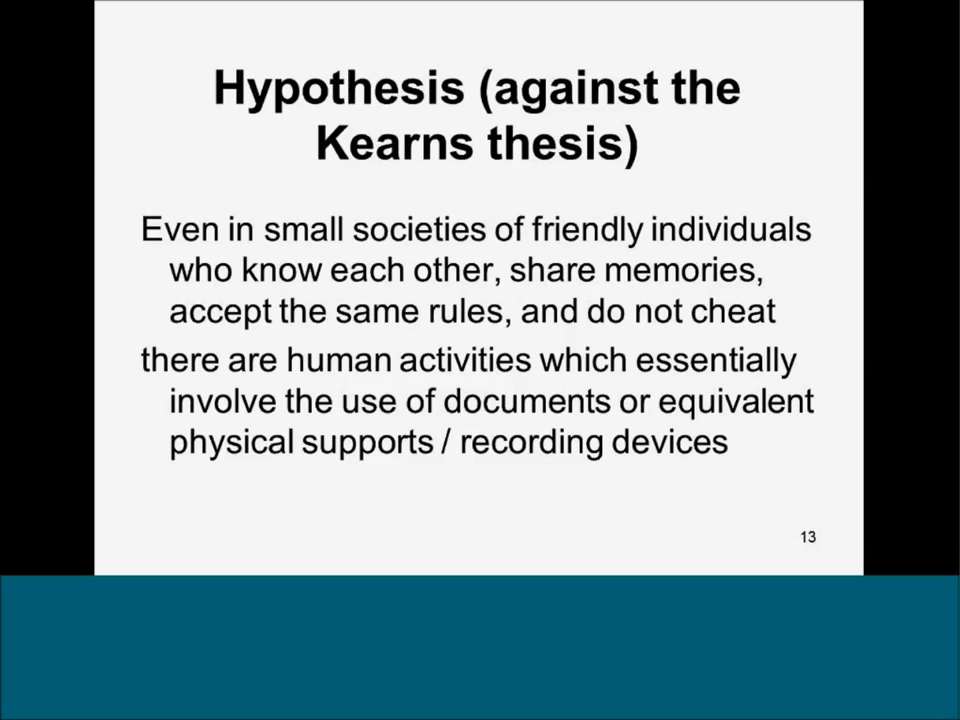 Hypothesis (against the
Kearns thesis)
Even in small societies of friendly individuals
who know each other, share memories,
accept the same rules, and do not cheat
there are human activities which essentially
involve the use of documents or equivalent
physical supports / recording devices
13